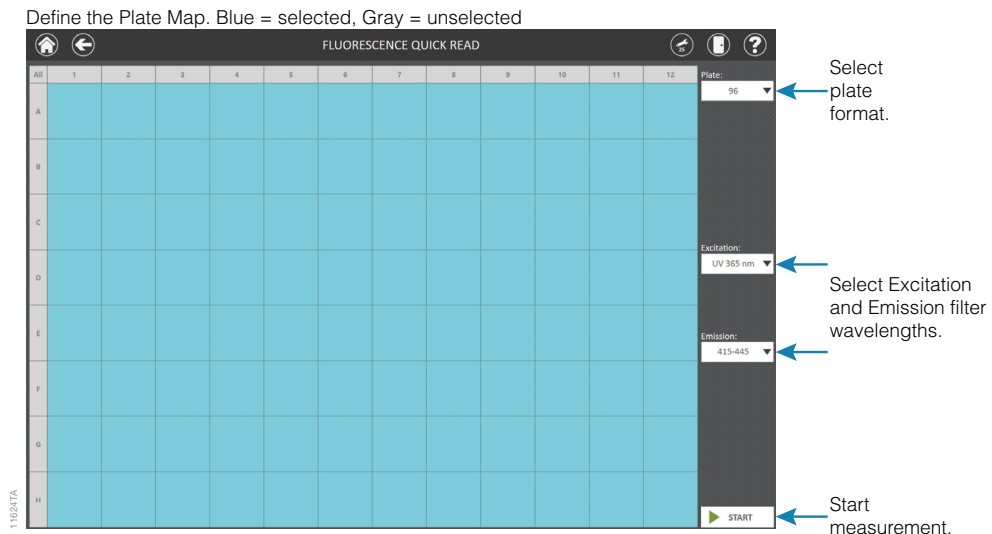 Define the Plate Map. Blue = selected, Gray = unselected
FLUORESCENCE QUICK READ
25
?
All 1 2 3 4 5 6 7 8 9 10 11 12
A
B
C
D
E
F
G
H
Plate:
96
Select
plate
format.
Excitation:
UV 365 nm
Select Excitation
and Emission filter
wavelengths.
Emission:
415-445
START
Start
measurement.
11624TA